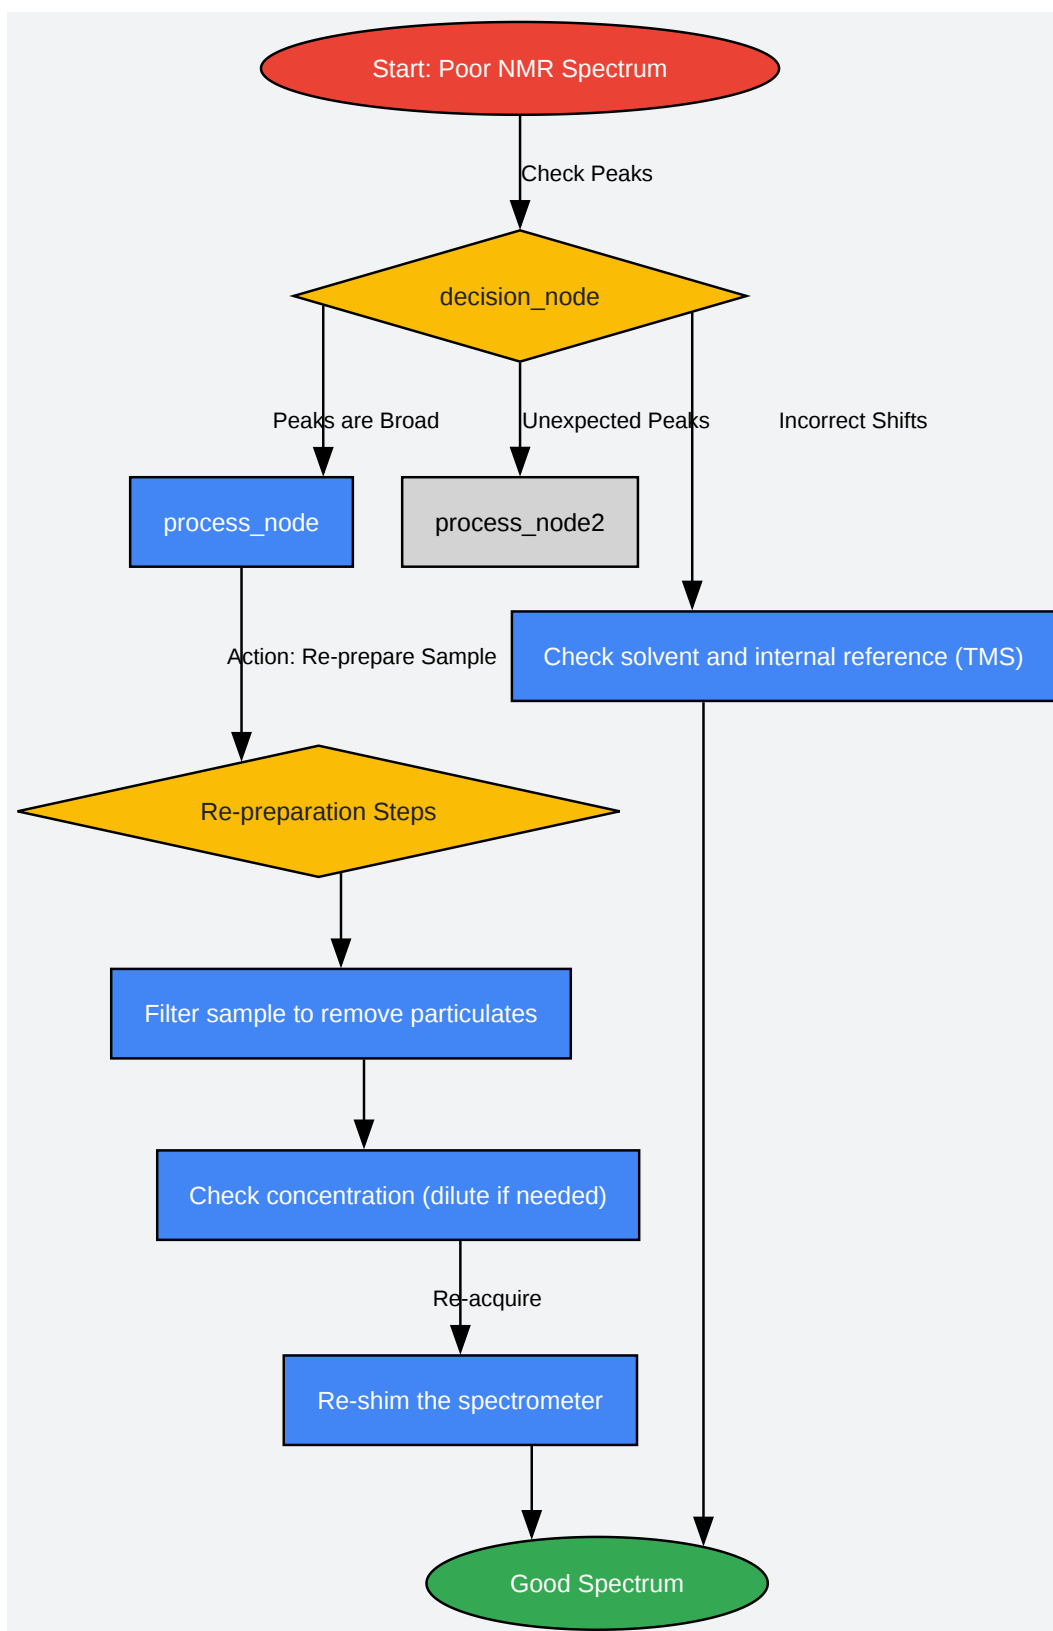 Start: Poor NMR Spectrum
Check Peaks
decision_node
Peaks are Broad
Unexpected Peaks
Incorrect Shifts
process_node
process_node2
Action: Re-prepare Sample
Check solvent and internal reference (TMS)
Re-preparation Steps
Filter sample to remove particulates
Check concentration (dilute if needed)
Re-acquire
Re-shim the spectrometer
Good Spectrum